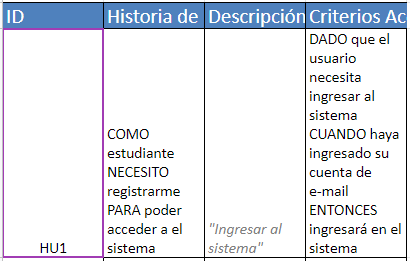 ID
Historia de
Descripción
Criterios Ac
HU1
COMO
estudiante
NECESITO
registrarme
PARA poder
acceder a el
sistema
"Ingresar al
sistema"
DADO que el
usuario
necesita
ingresar al
sistema
CUANDO haya
ingresado su
cuenta de
e-mail
ENTONCES
ingresará en el
sistema